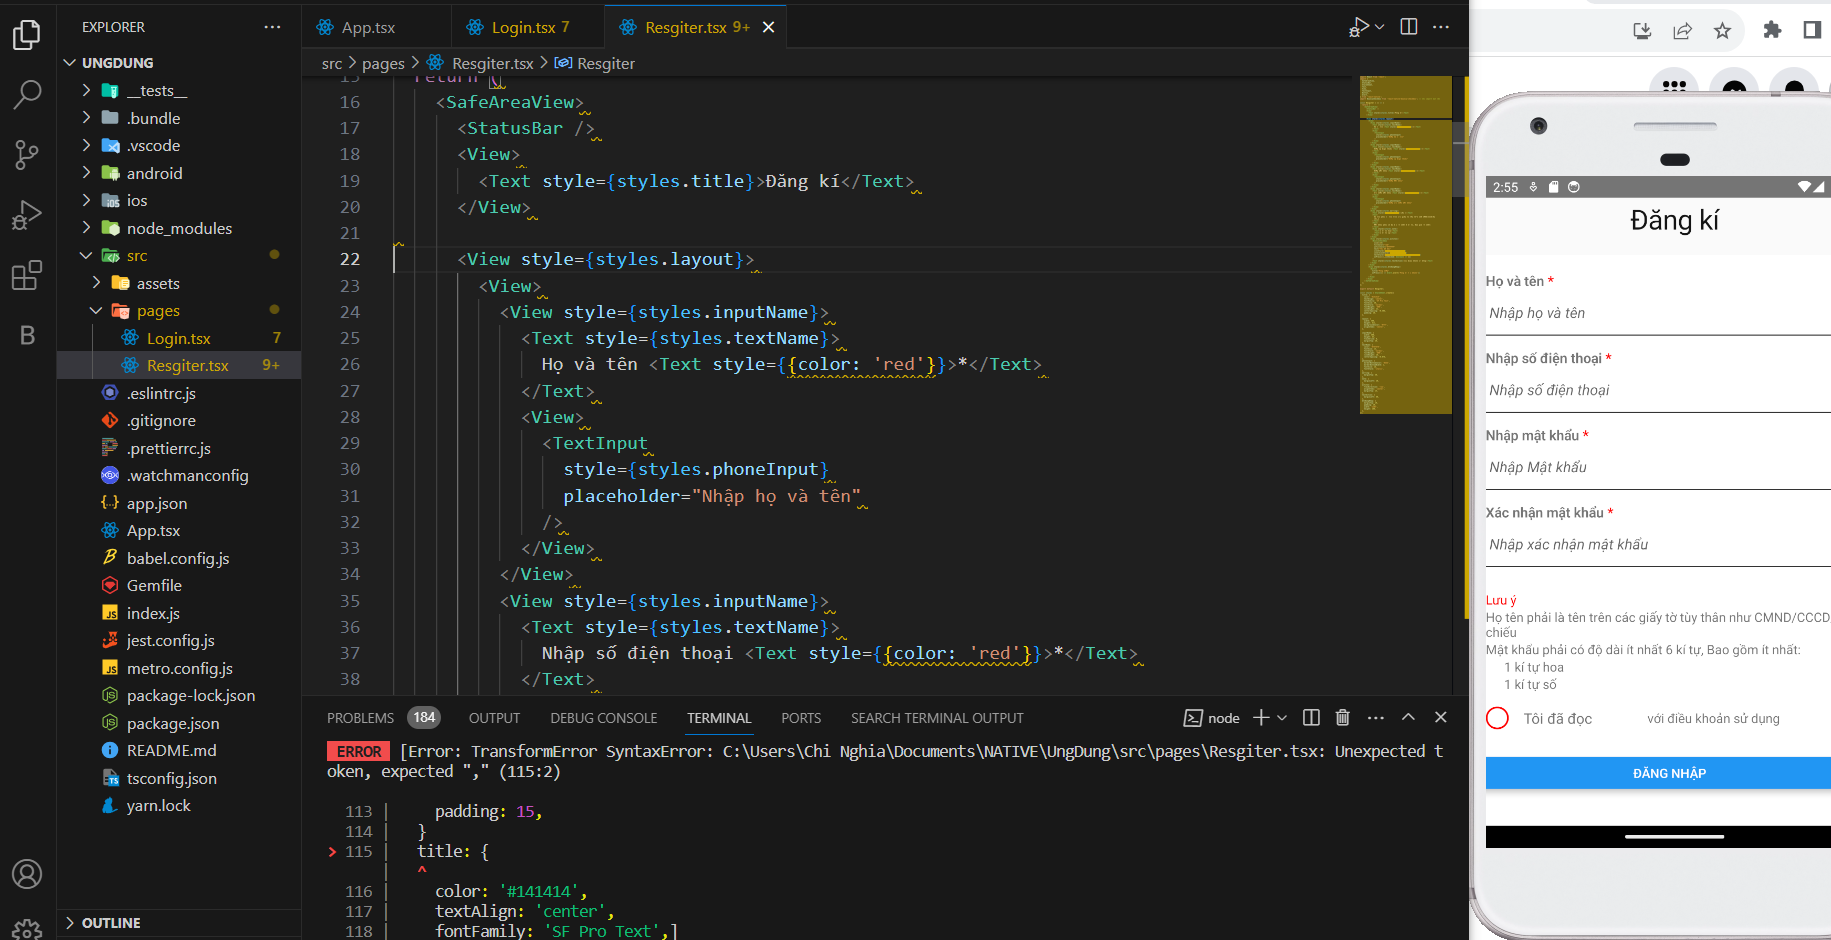 EXPLORER
UNGDUNG
__tests__
.bundle
.vscode
android
ios
node_modules
src
assets
pages
Login.tsx 7
Resgiter.tsx 9+
.eslintrc.js
.gitignore
.prettierrc.js
.watchmanconfig
app.json
App.tsx
babel.config.js
Gemfile
index.js
jest.config.js
metro.config.js
package-lock.json
package.json
README.md
tsconfig.json
yarn.lock
OUTLINE
App.tsx Login.tsx 7 Resgiter.tsx 9+
src > pages > Resgiter.tsx > Resgiter
15 return (
16 <SafeAreaView>
17 <StatusBar />
18 <View>
19 <Text style={styles.title}>Đăng kí</Text>
20 </View>
21
22 <View style={styles.layout}>
23 <View>
24 <View style={styles.inputName}>
25 <Text style={styles.textName}>
26 Họ và tên <Text style={{color: 'red'}}>*</Text>
27 </Text>
28 <View>
29 <TextInput
30 style={styles.phoneInput}
31 placeholder="Nhập họ và tên"
32 />
33 </View>
34 </View>
35 <View style={styles.inputName}>
36 <Text style={styles.textName}>
37 Nhập số điện thoại <Text style={{color: 'red'}}>*</Text>
38 </Text>
PROBLEMS 184 OUTPUT DEBUG CONSOLE TERMINAL PORTS SEARCH TERMINAL OUTPUT node
ERROR [Error: TransformError SyntaxError: C:\Users\Chi Nghia\Documents\NATIVE\UngDung\src\pages\Resgiter.tsx: Unexpected t
oken, expected "," (115:2)
113 | padding: 15,
114 | }
> 115 | title: {
| ^
116 | color: '#141414',
117 | textAlign: 'center',
118 | fontFamily: 'SF Pro Text',]
2:55
Đăng kí
Họ và tên *
Nhập họ và tên
Nhập số điện thoại *
Nhập số điện thoại
Nhập mật khẩu *
Nhập Mật khẩu
Xác nhận mật khẩu *
Nhập xác nhận mật khẩu
Lưu ý
Họ tên phải là tên trên các giấy tờ tùy thân như CMND/CCCD
chiếu
Mật khẩu phải có độ dài ít nhất 6 kí tự, Bao gồm ít nhất:
1 kí tự hoa
1 kí tự số
Tôi đã đọc với điều khoản sử dụng
ĐĂNG NHẬP